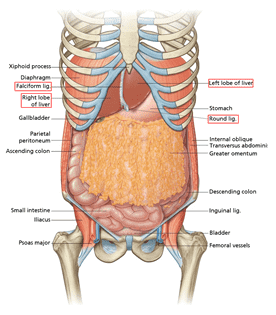 Xiphoid process
Diaphragm
Falciform lig.
Right lobe
of liver
Gallbladder
Parietal
peritoneum
Ascending colon
Small intestine
Iliacus
Psoas major
Left lobe of liver
Stomach
Round lig.
Internal oblique
Transversus abdomini
Greater omentum
Descending colon
Inguinal lig.
Bladder
Femoral vessels